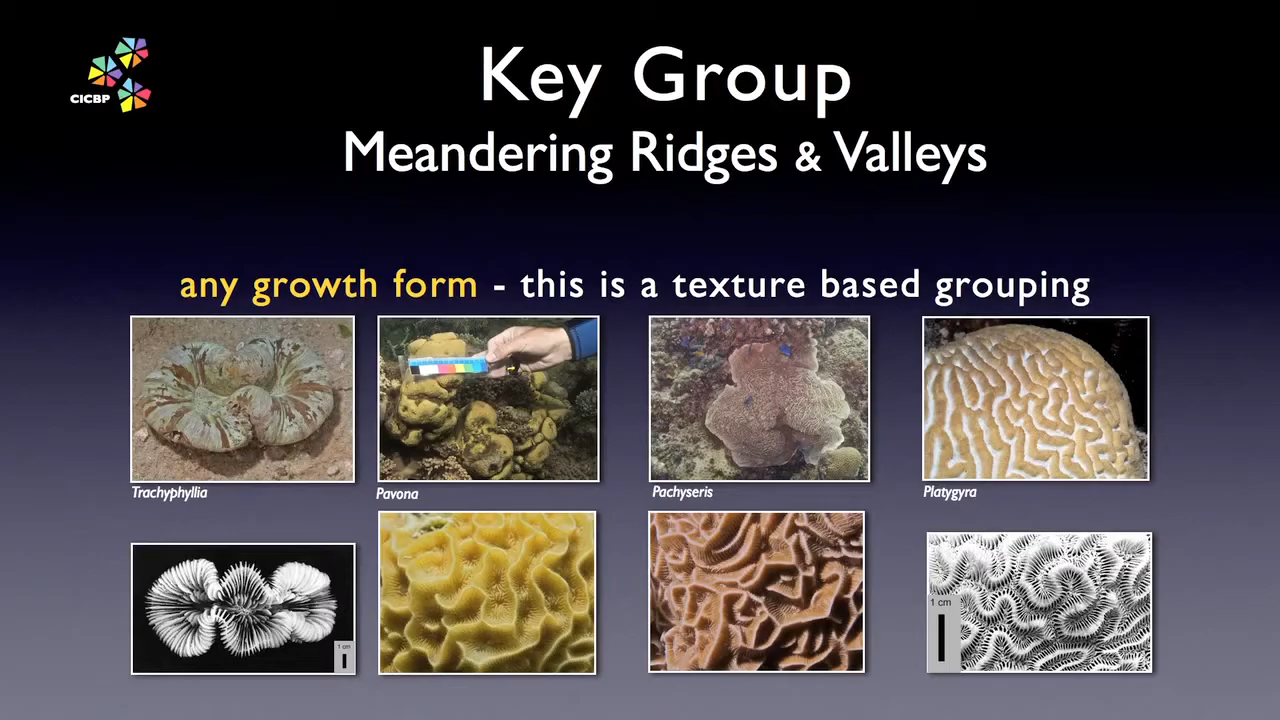 CICBP
Key Group
Meandering Ridges & Valleys
any growth form - this is a texture based grouping
Trachyphyllia
Pavona
Pachyseris
Platygyra
1 cm
1 cm